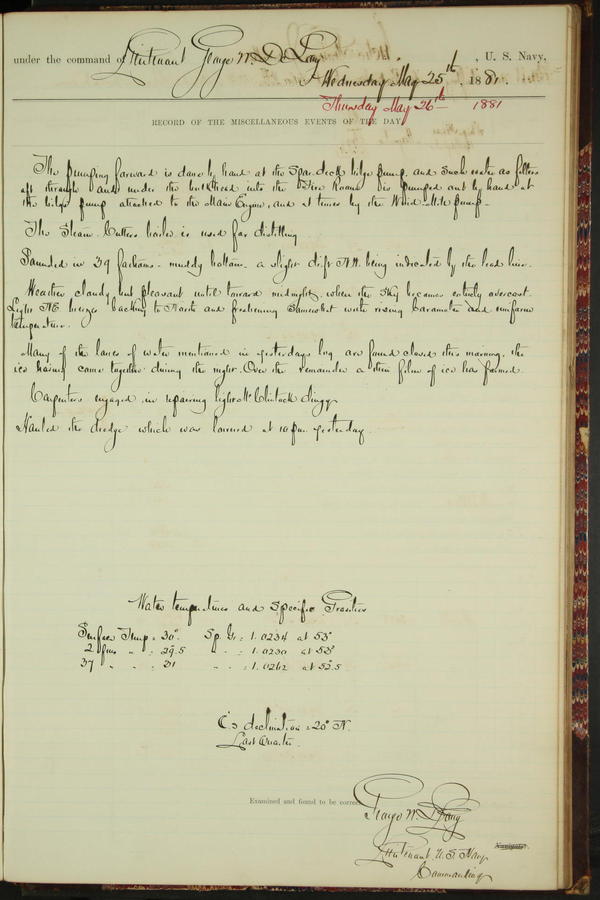 under the command of Lieutenant George W. De Long , U. S. Navy,
Wednesday May 25th , 1881.
Thursday May 26th 1881
RECORD OF THE MISCELLANEOUS EVENTS OF THE DAY
The pumping forward is done by hand at the spar deck bilge pump, and such water as filters
aft through and under the bulkhead into the Fire Room is pumped out by hand at
the bilge pump attached to the Main Engine, and at times by the Wind Mill Pump.
The Steam Cutters boiler is used for distilling
Sounded in 39 fathoms - muddy bottom - a slight drift N.W. being indicated by the lead line.
Weather cloudy but pleasant until toward midnight, when the sky becomes entirely overcast.
Light NE breezes backing to North and freshening somewhat with rising barometer and uniform
temperature.
Many of the lanes of water mentioned in yesterdays log are found closed this morning, the
ice having come together during the night. Over the remainder a thin film of ice has formed.
Carpenters engaged in repairing light McClintock dinggy
Hauled the dredge which was lowered at 10 p.m. yesterday
Water temperatures and Specific Gravities
Surface Temp = 30° Sp. Gr = 1.0234 at 53°
2 fms " = 29.5 " " = 1.0230 at 53°
37 " " = 31 " " = 1.0262 at 52.5
C's declination = 20° N.
Last Quarter.
Examined and found to be correct.
George W. De Long
Lieutenant U.S. Navy
Navigator.
Commanding